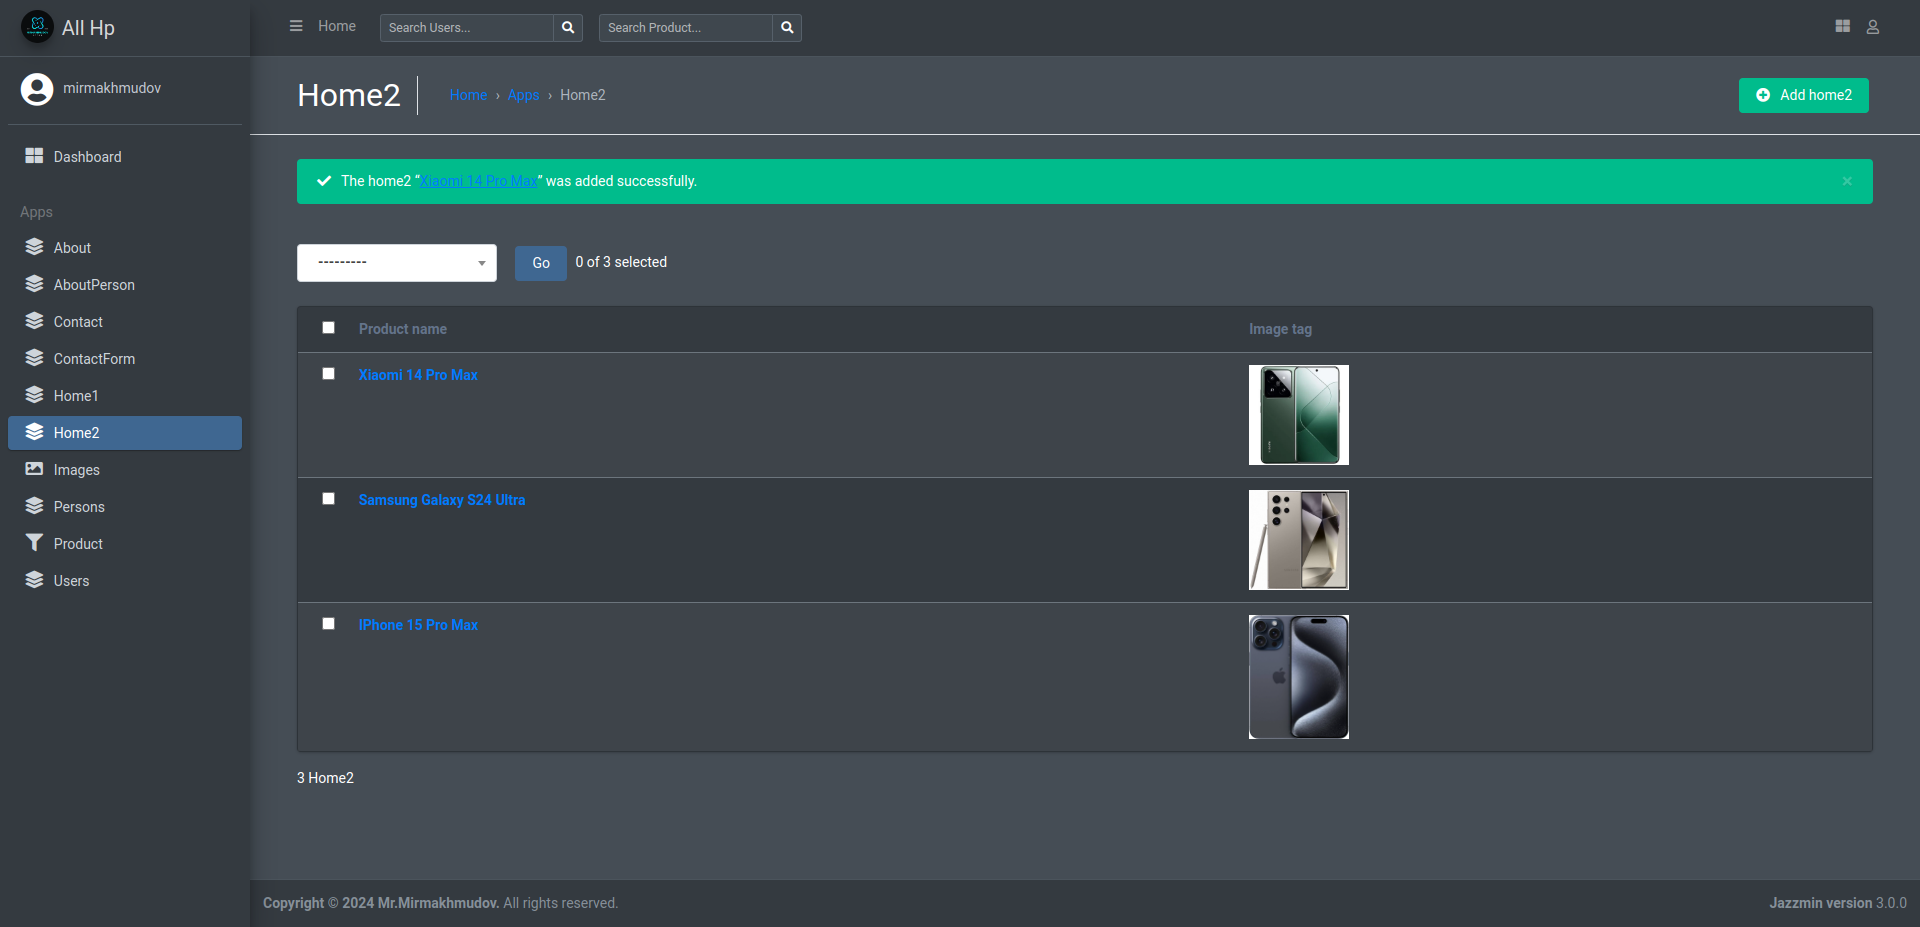 All Hp
Home
Search Users...
Search Product...
mirmakhmudov
Dashboard
Apps
About
AboutPerson
Contact
ContactForm
Home1
Home2
Images
Persons
Product
Users
Home2
Home › Apps › Home2
Add home2
The home2 “Xiaomi 14 Pro Max” was added successfully.
×
---------
Go
0 of 3 selected
Product name
Image tag
Xiaomi 14 Pro Max
Samsung Galaxy S24 Ultra
IPhone 15 Pro Max
3 Home2
Copyright © 2024 Mr.Mirmakhmudov. All rights reserved.
Jazzmin version 3.0.0